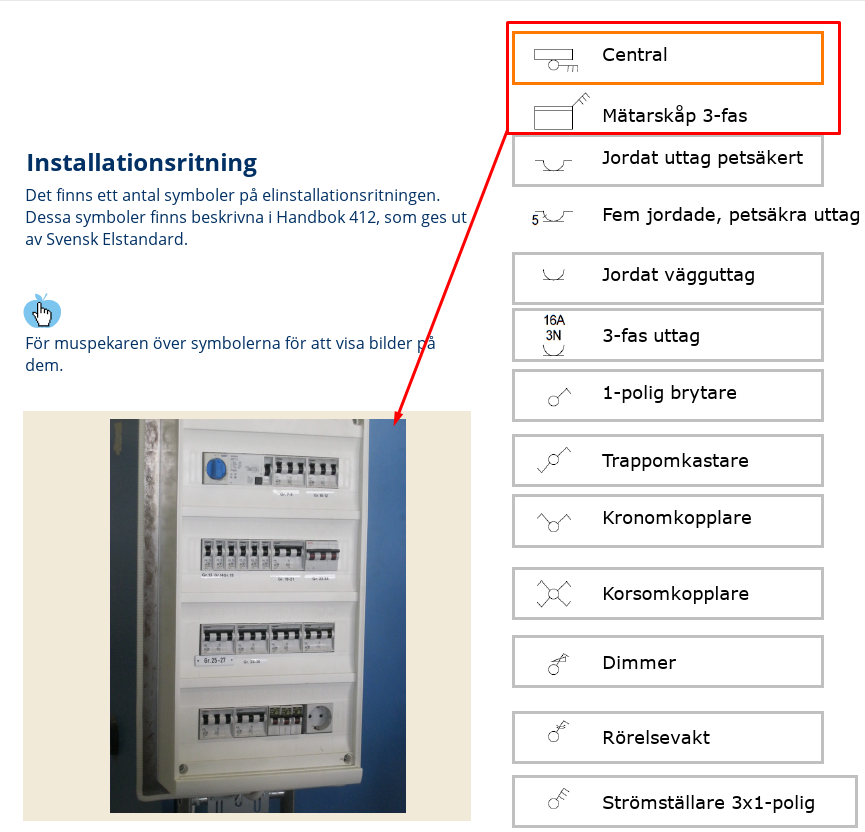 Installationsritning
Det finns ett antal symboler på elinstallationsritningen.
Dessa symboler finns beskrivna i Handbok 412, som ges ut
av Svensk Elstandard.
För muspekaren över symbolerna för att visa bilder på
dem.
Gr.25-27
Central
Mätarskåp 3-fas
Jordat uttag petsäkert
5
Fem jordade, petsäkra uttag
Jordat vägguttag
16A
3N
3-fas uttag
1-polig brytare
Trappomkastare
Kronomkopplare
Korsomkopplare
Dimmer
Rörelsevakt
Strömställare 3x1-polig